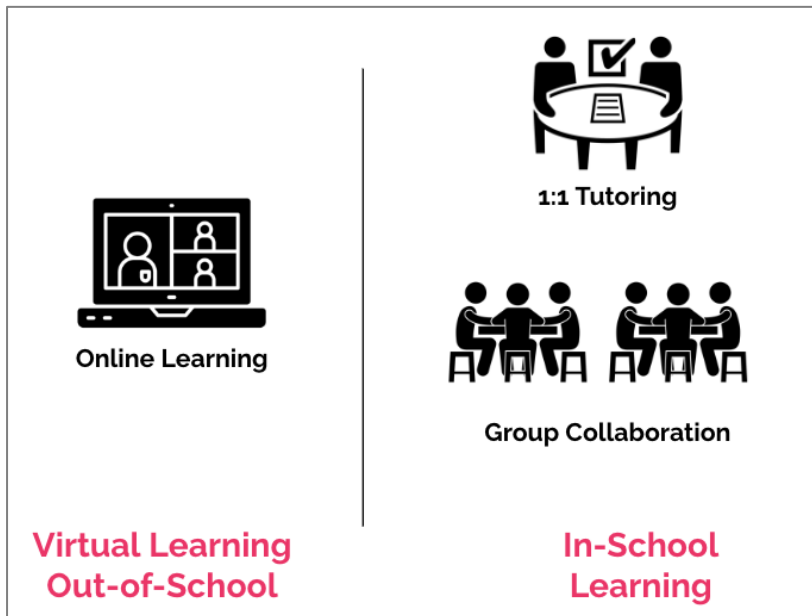 Online Learning
Virtual Learning
Out-of-School
1:1 Tutoring
Group Collaboration
In-School
Learning